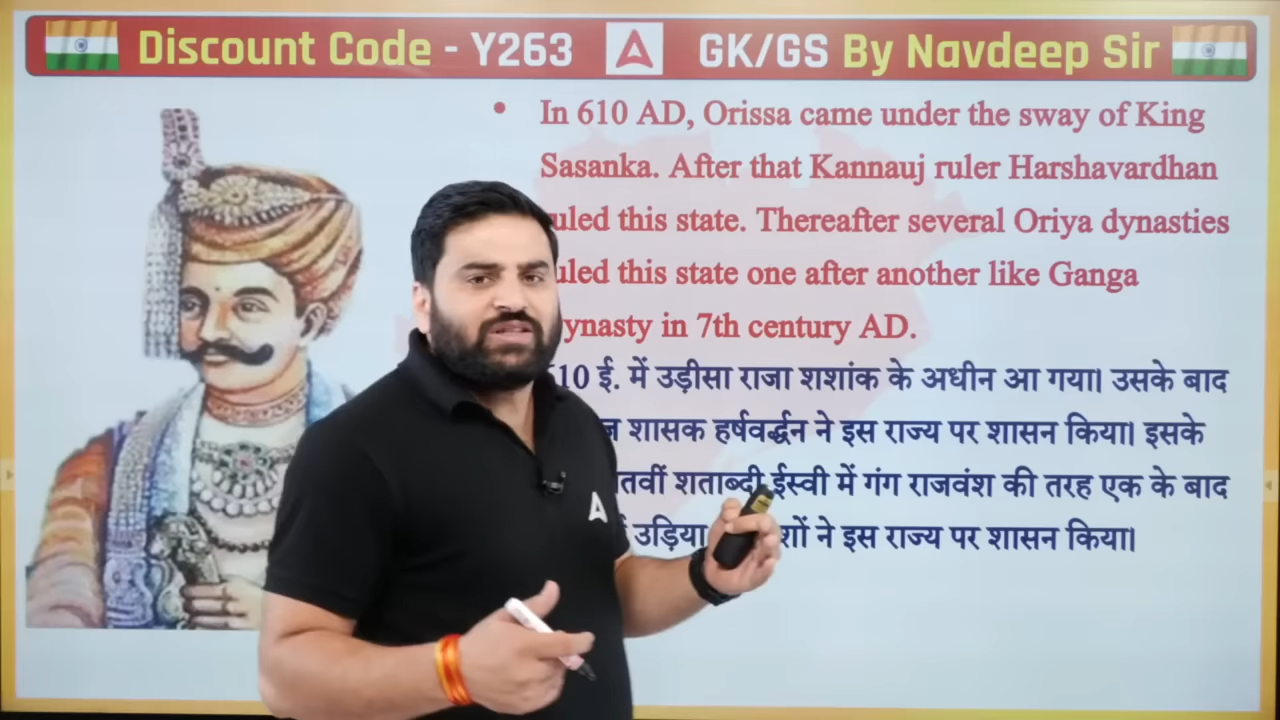 Discount Code - Y263
GK/GS By Navdeep Sir
• In 610 AD, Orissa came under the sway of King
Sasanka. After that Kannauj ruler Harshavardhan
uled this state. Thereafter several Oriya dynasties
uled this state one after another like Ganga
ynasty in 7th century AD.
10 ई. में उड़ीसा राजा शशांक के अधीन आ गया। उसके बाद
शासक हर्षवर्द्धन ने इस राज्य पर शासन किया। इसके
तवीं शताब्दी ईस्वी में गंग राजवंश की तरह एक के बाद
उड़िया शों ने इस राज्य पर शासन किया।